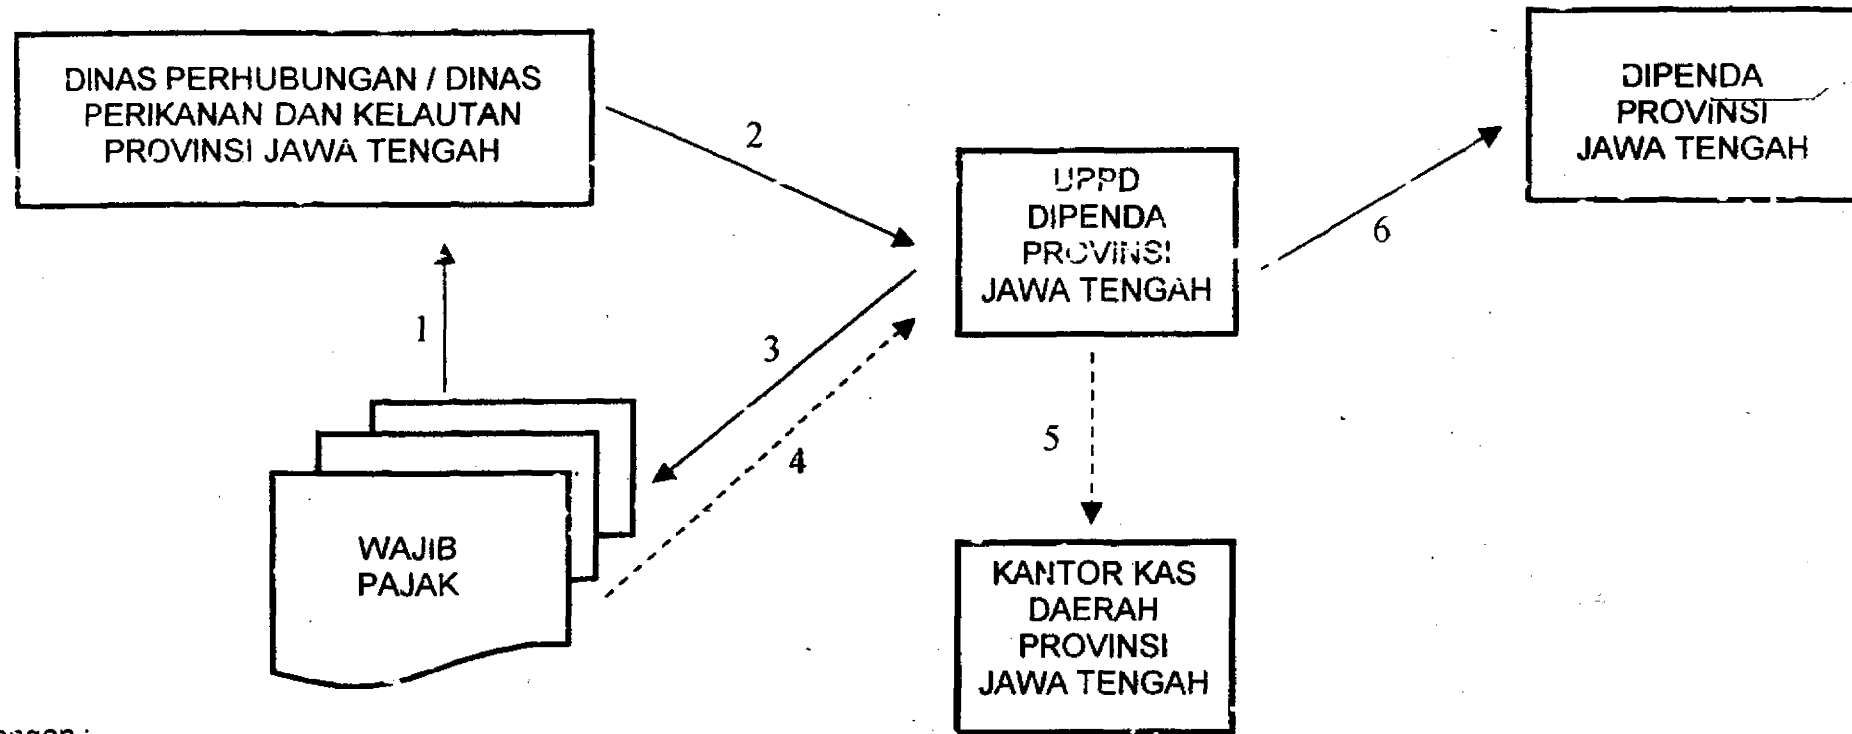 DINAS PERHUBUNGAN / DINAS
PERIKANAN DAN KELAUTAN
PROVINSI JAWA TENGAH
DIPENDA
PROVINSI
JAWA TENGAH
2
UPPD
DIPENDA
PROVINSI
JAWA TENGAH
6
1
3
4
5
WAJIB
PAJAK
KANTOR KAS
DAERAH
PROVINSI
JAWA TENGAH